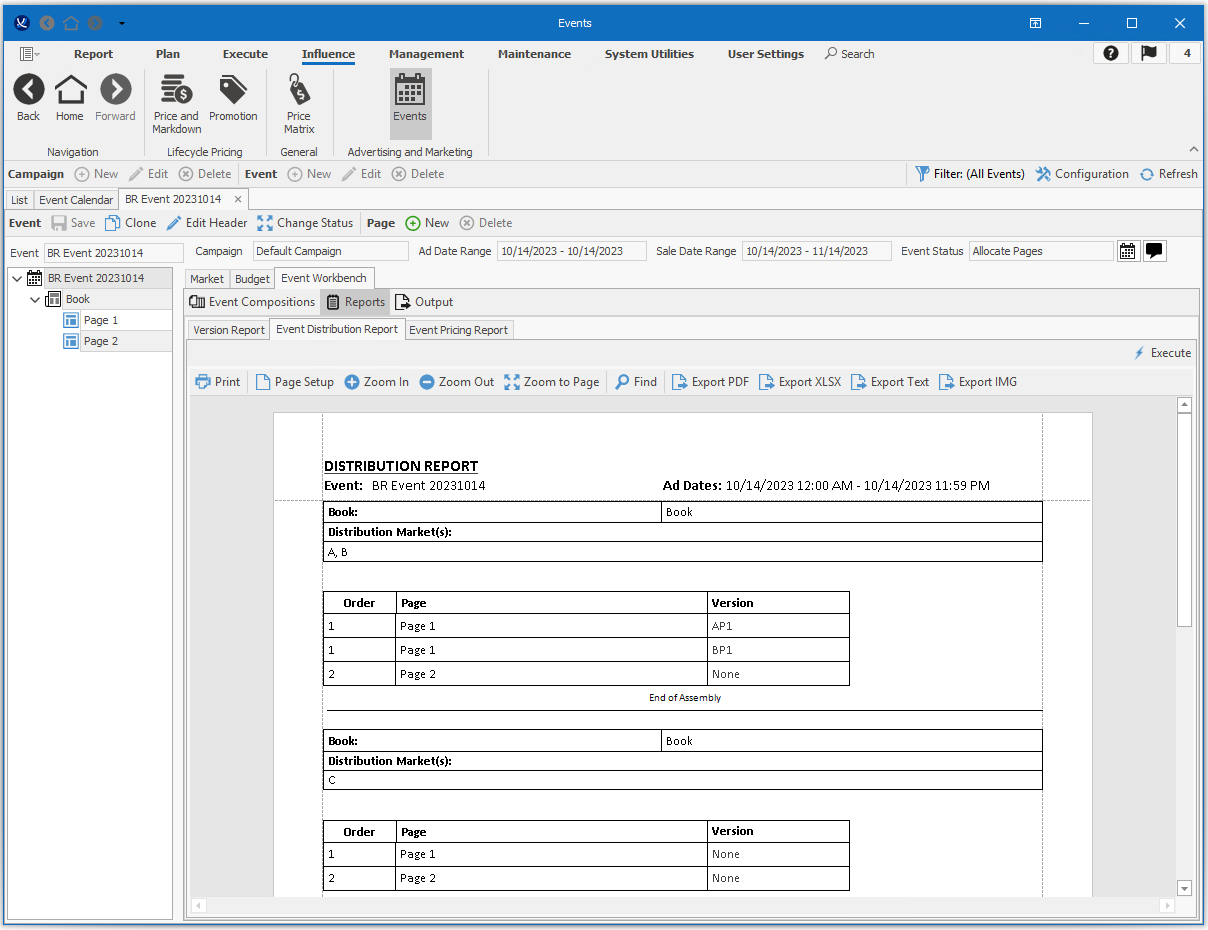 Events
Report Plan Execute Influence Management Maintenance System Utilities User Settings Search 4
Back Home Forward Price and Markdown Promotion Price Matrix Events
Navigation Lifecycle Pricing General Advertising and Marketing
Campaign New Edit Delete Event New Edit Delete Filter: (All Events) Configuration Refresh
List Event Calendar BR Event 20231014
Event Save Clone Edit Header Change Status Page New Delete
Event BR Event 20231014 Campaign Default Campaign Ad Date Range 10/14/2023 - 10/14/2023 Sale Date Range 10/14/2023 - 11/14/2023 Event Status Allocate Pages
BR Event 20231014
Book
Page 1
Page 2
Market Budget Event Workbench
Event Compositions Reports Output
Version Report Event Distribution Report Event Pricing Report
Execute
Print Page Setup Zoom In Zoom Out Zoom to Page Find Export PDF Export XLSX Export Text Export IMG
DISTRIBUTION REPORT
Event: BR Event 20231014 Ad Dates: 10/14/2023 12:00 AM - 10/14/2023 11:59 PM
Book: Book
Distribution Market(s):
A, B
Order Page Version
1 Page 1 AP1
1 Page 1 BP1
2 Page 2 None
End of Assembly
Book: Book
Distribution Market(s):
C
Order Page Version
1 Page 1 None
2 Page 2 None